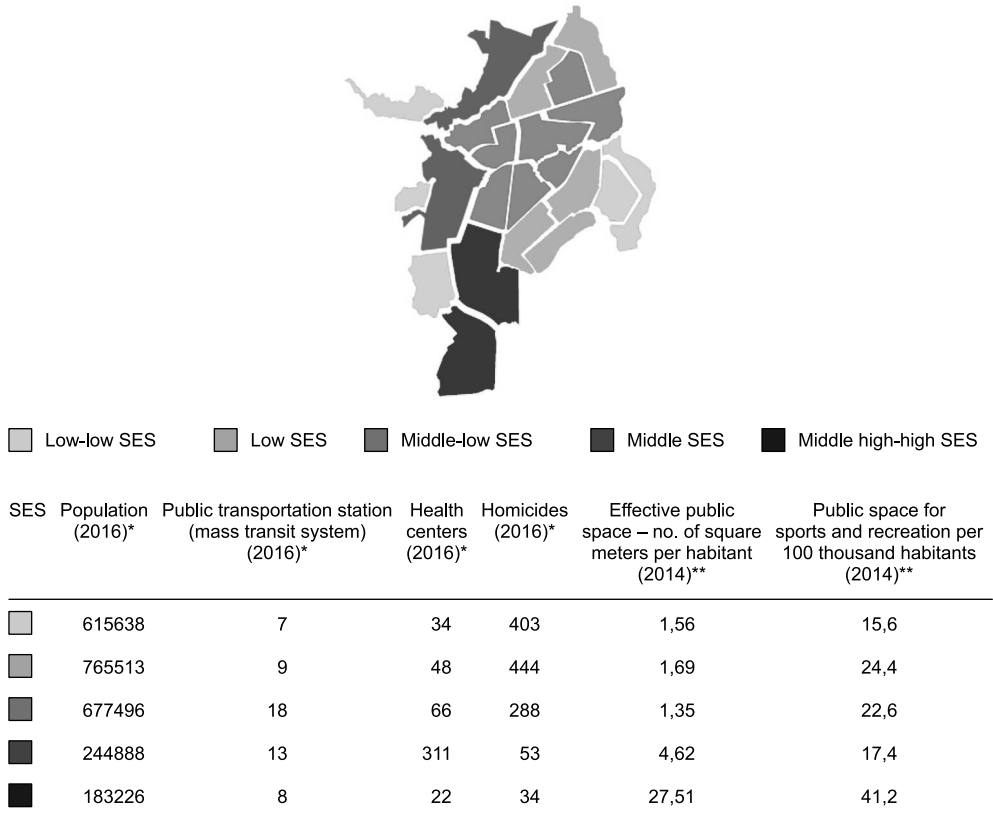 Low-low SES Low SES Middle-low SES Middle SES Middle high-high SES
SES Population (2016)* Public transportation station (mass transit system) (2016)* Health centers (2016)* Homicides (2016)* Effective public space – no. of square meters per habitant (2014)** Public space for sports and recreation per 100 thousand habitants (2014)**
615638 7 34 403 1,56 15,6
765513 9 48 444 1,69 24,4
677496 18 66 288 1,35 22,6
244888 13 311 53 4,62 17,4
183226 8 22 34 27,51 41,2